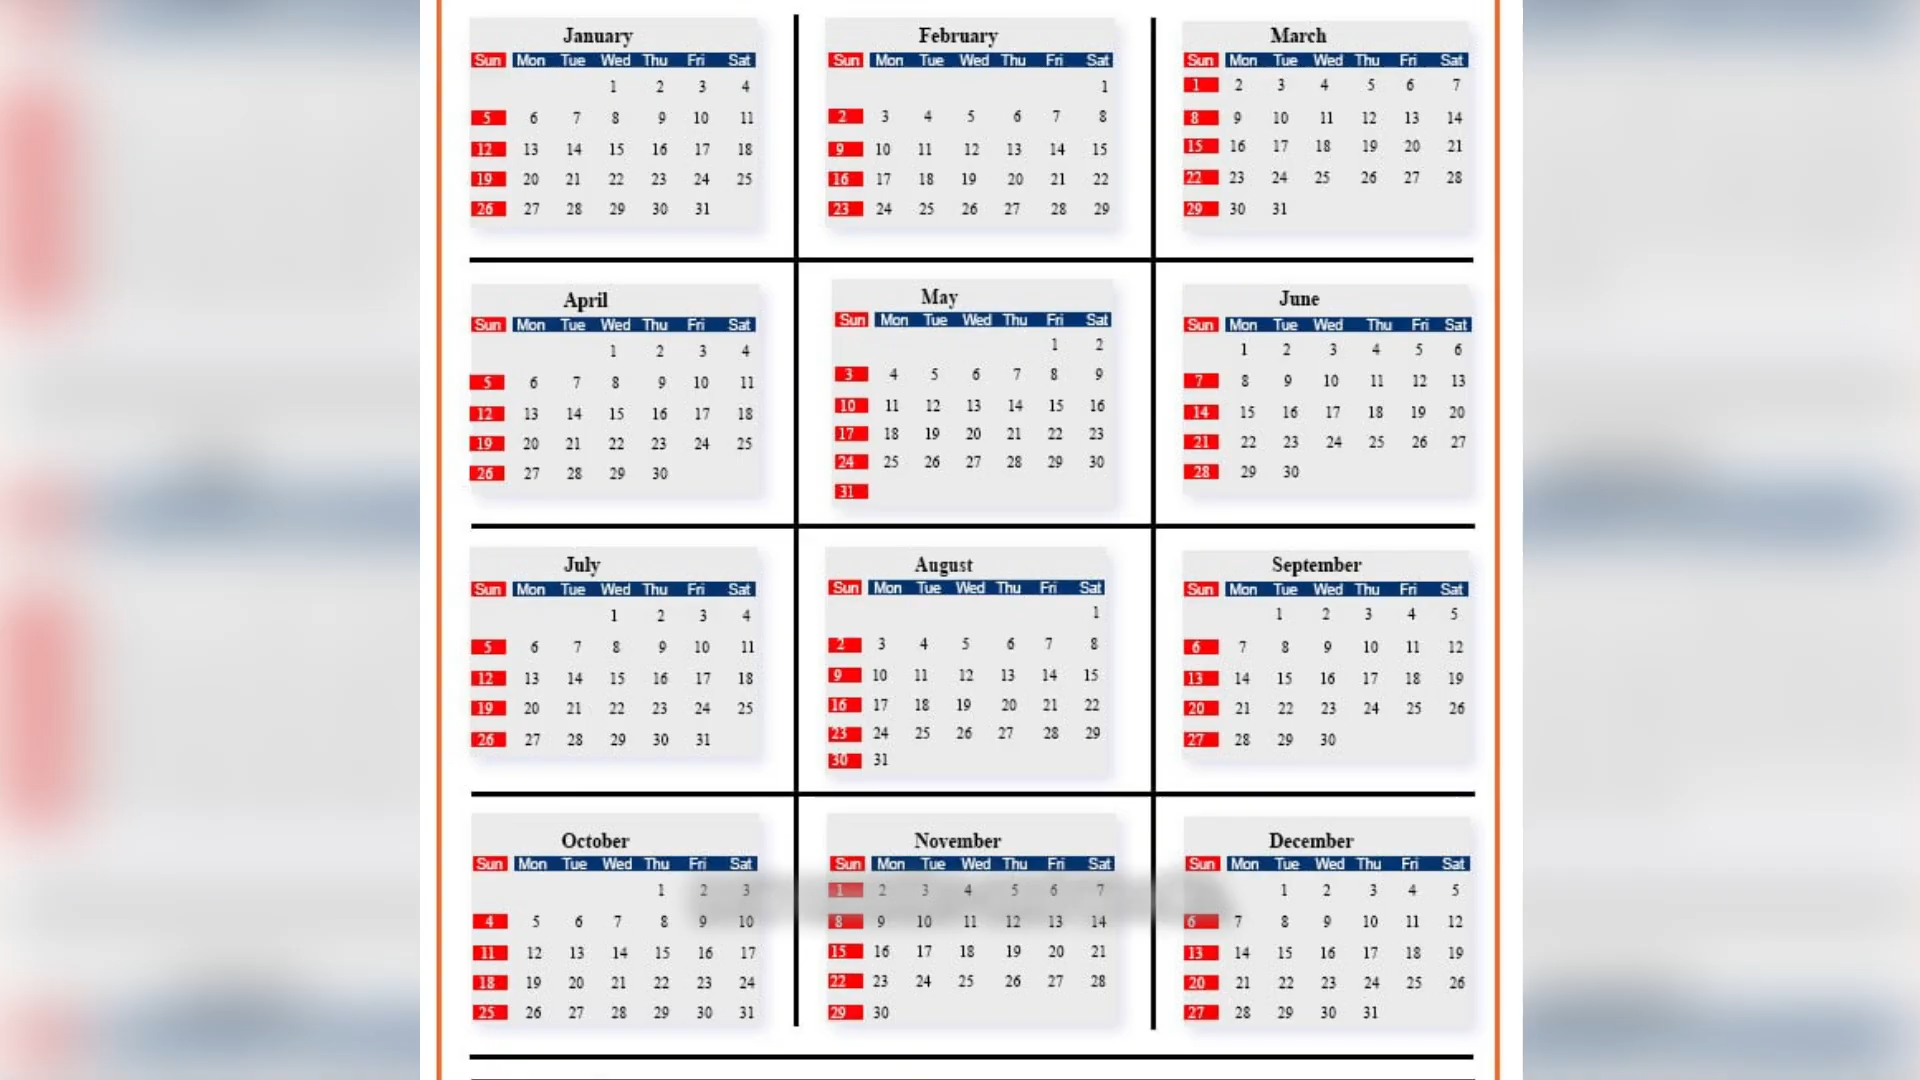 January
Sun Mon Tue Wed Thu Fri Sat
1 2 3 4
5 6 7 8 9 10 11
12 13 14 15 16 17 18
19 20 21 22 23 24 25
26 27 28 29 30 31
February
Sun Mon Tue Wed Thu Fri Sat
1
2 3 4 5 6 7 8
9 10 11 12 13 14 15
16 17 18 19 20 21 22
23 24 25 26 27 28 29
March
Sun Mon Tue Wed Thu Fri Sat
1 2 3 4 5 6 7
8 9 10 11 12 13 14
15 16 17 18 19 20 21
22 23 24 25 26 27 28
29 30 31
April
Sun Mon Tue Wed Thu Fri Sat
1 2 3 4
5 6 7 8 9 10 11
12 13 14 15 16 17 18
19 20 21 22 23 24 25
26 27 28 29 30
May
Sun Mon Tue Wed Thu Fri Sat
1 2
3 4 5 6 7 8 9
10 11 12 13 14 15 16
17 18 19 20 21 22 23
24 25 26 27 28 29 30
31
June
Sun Mon Tue Wed Thu Fri Sat
1 2 3 4 5 6
7 8 9 10 11 12 13
14 15 16 17 18 19 20
21 22 23 24 25 26 27
28 29 30
July
Sun Mon Tue Wed Thu Fri Sat
1 2 3 4
5 6 7 8 9 10 11
12 13 14 15 16 17 18
19 20 21 22 23 24 25
26 27 28 29 30 31
August
Sun Mon Tue Wed Thu Fri Sat
1
2 3 4 5 6 7 8
9 10 11 12 13 14 15
16 17 18 19 20 21 22
23 24 25 26 27 28 29
30 31
September
Sun Mon Tue Wed Thu Fri Sat
1 2 3 4 5
6 7 8 9 10 11 12
13 14 15 16 17 18 19
20 21 22 23 24 25 26
27 28 29 30
October
Sun Mon Tue Wed Thu Fri Sat
1 2 3
4 5 6 7 8 9 10
11 12 13 14 15 16 17
18 19 20 21 22 23 24
25 26 27 28 29 30 31
November
Sun Mon Tue Wed Thu Fri Sat
1 2 3 4 5 6 7
8 9 10 11 12 13 14
15 16 17 18 19 20 21
22 23 24 25 26 27 28
29 30
December
Sun Mon Tue Wed Thu Fri Sat
1 2 3 4 5
6 7 8 9 10 11 12
13 14 15 16 17 18 19
20 21 22 23 24 25 26
27 28 29 30 31